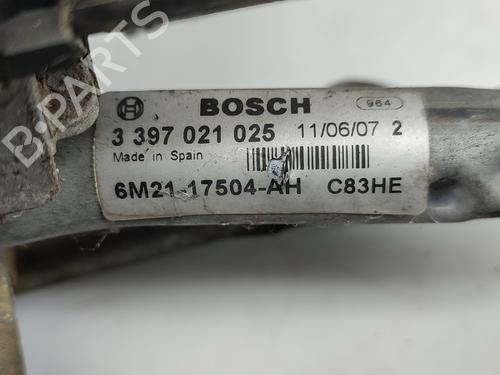 BOSCH 964
3 397 021 025 11/06/07 2
Made in Spain
6M21-17504-AH C83HE
B-PARTS